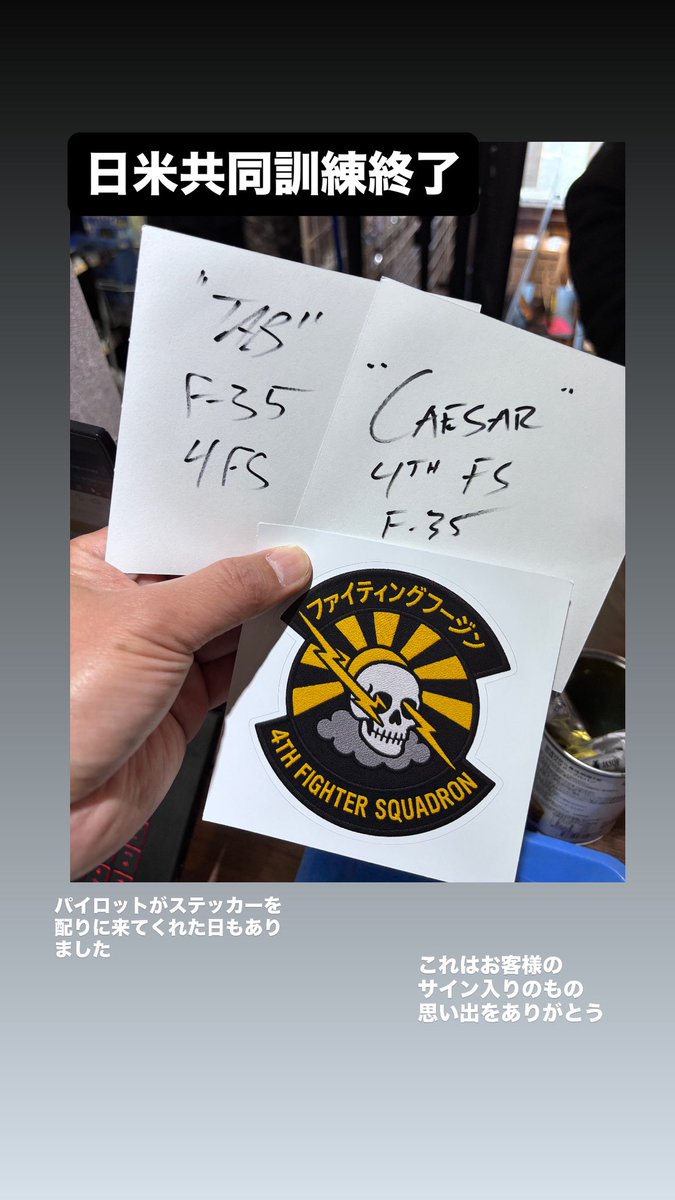 日米共同訓練終了
"TAB"
F-35
4FS
"CAESAR"
4TH FS
F-35
ファイティングフージン
4TH FIGHTER SQUADRON
パイロットがステッカーを
配りに来てくれた日もあり
ました
これはお客様の
サイン入りのもの
思い出をありがとう